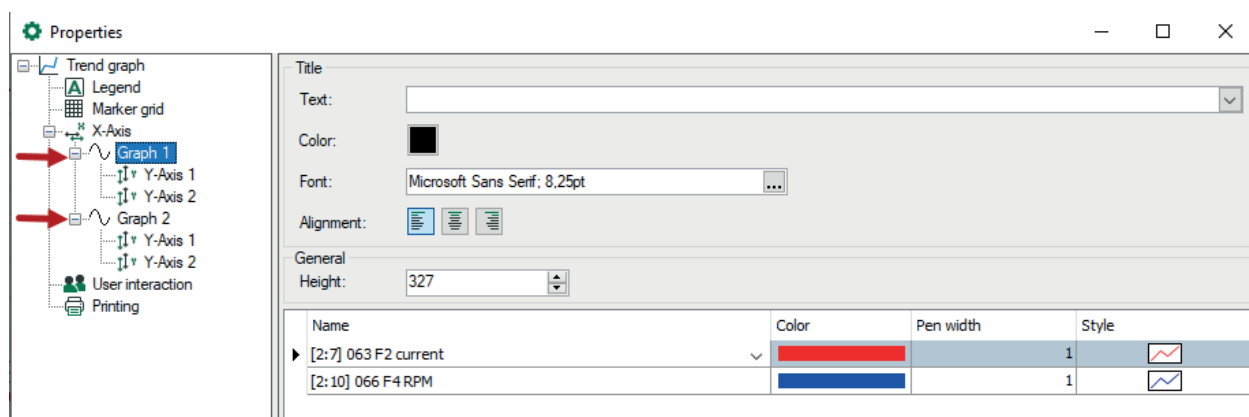 Properties
Trend graph
Legend
Marker grid
X-Axis
Graph 1
Y-Axis 1
Y-Axis 2
Graph 2
Y-Axis 1
Y-Axis 2
User interaction
Printing
Title
Text:
Color:
Font: Microsoft Sans Serif; 8,25pt ...
Alignment:
General
Height: 327
Name Color Pen width Style
[2:7] 063 F2 current 1
[2:10] 066 F4 RPM 1